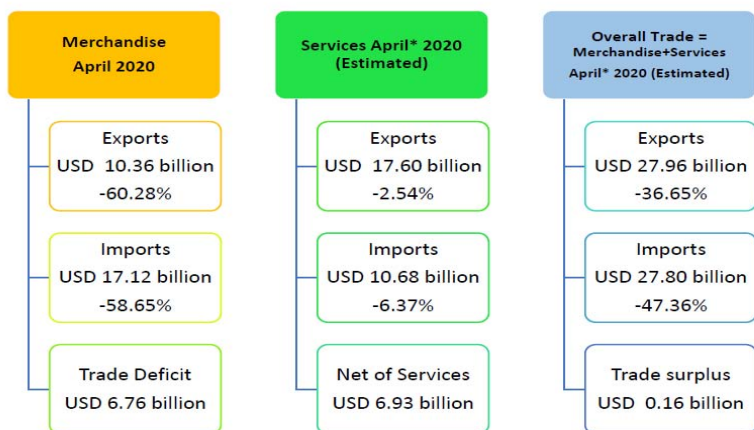 Merchandise
April 2020
Exports
USD 10.36 billion
-60.28%
Imports
USD 17.12 billion
-58.65%
Trade Deficit
USD 6.76 billion
Services April* 2020
(Estimated)
Exports
USD 17.60 billion
-2.54%
Imports
USD 10.68 billion
-6.37%
Net of Services
USD 6.93 billion
Overall Trade =
Merchandise+Services
April* 2020 (Estimated)
Exports
USD 27.96 billion
-36.65%
Imports
USD 27.80 billion
-47.36%
Trade surplus
USD 0.16 billion